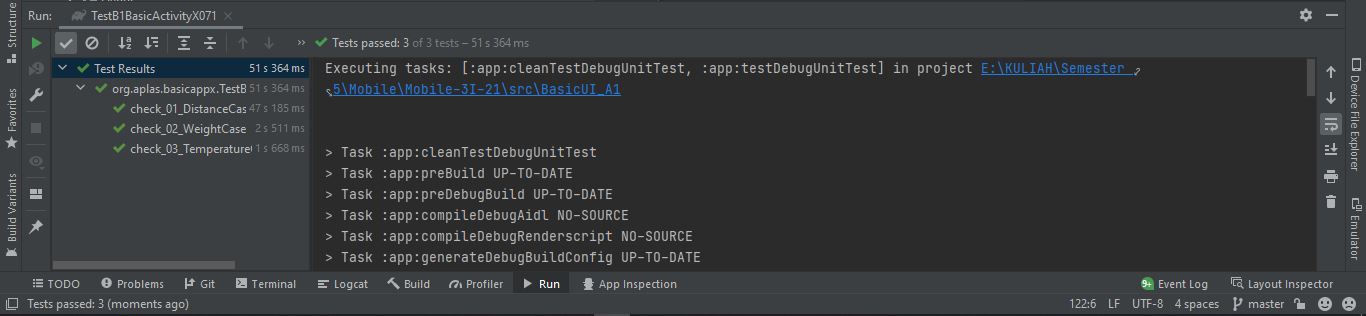 Structure
Favorites
Build Variants
Run: TestB1BasicActivityX071
Tests passed: 3 of 3 tests – 51 s 364 ms
Test Results 51 s 364 ms
org.aplas.basicappx.TestB 51 s 364 ms
check_01_DistanceCas 47 s 185 ms
check_02_WeightCase 2 s 511 ms
check_03_Temperature 1 s 668 ms
Executing tasks: [:app:cleanTestDebugUnitTest, :app:testDebugUnitTest] in project E:\KULIAH\Semester
5\Mobile\Mobile-3I-21\src\BasicUI_A1
> Task :app:cleanTestDebugUnitTest
> Task :app:preBuild UP-TO-DATE
> Task :app:preDebugBuild UP-TO-DATE
> Task :app:compileDebugAidl NO-SOURCE
> Task :app:compileDebugRenderscript NO-SOURCE
> Task :app:generateDebugBuildConfig UP-TO-DATE
Device File Explorer
Emulator
TODO Problems Git Terminal Logcat Build Profiler Run App Inspection 9+ Event Log Layout Inspector
Tests passed: 3 (moments ago) 122:6 LF UTF-8 4 spaces master